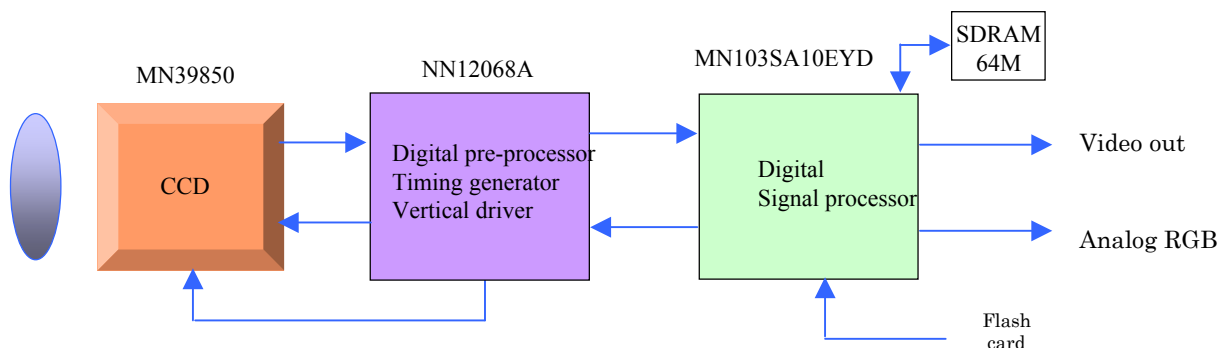 MN39850
NN12068A
MN103SA10EYD
SDRAM
64M
CCD
Digital pre-processor
Timing generator
Vertical driver
Digital
Signal processor
Video out
Analog RGB
Flash
card